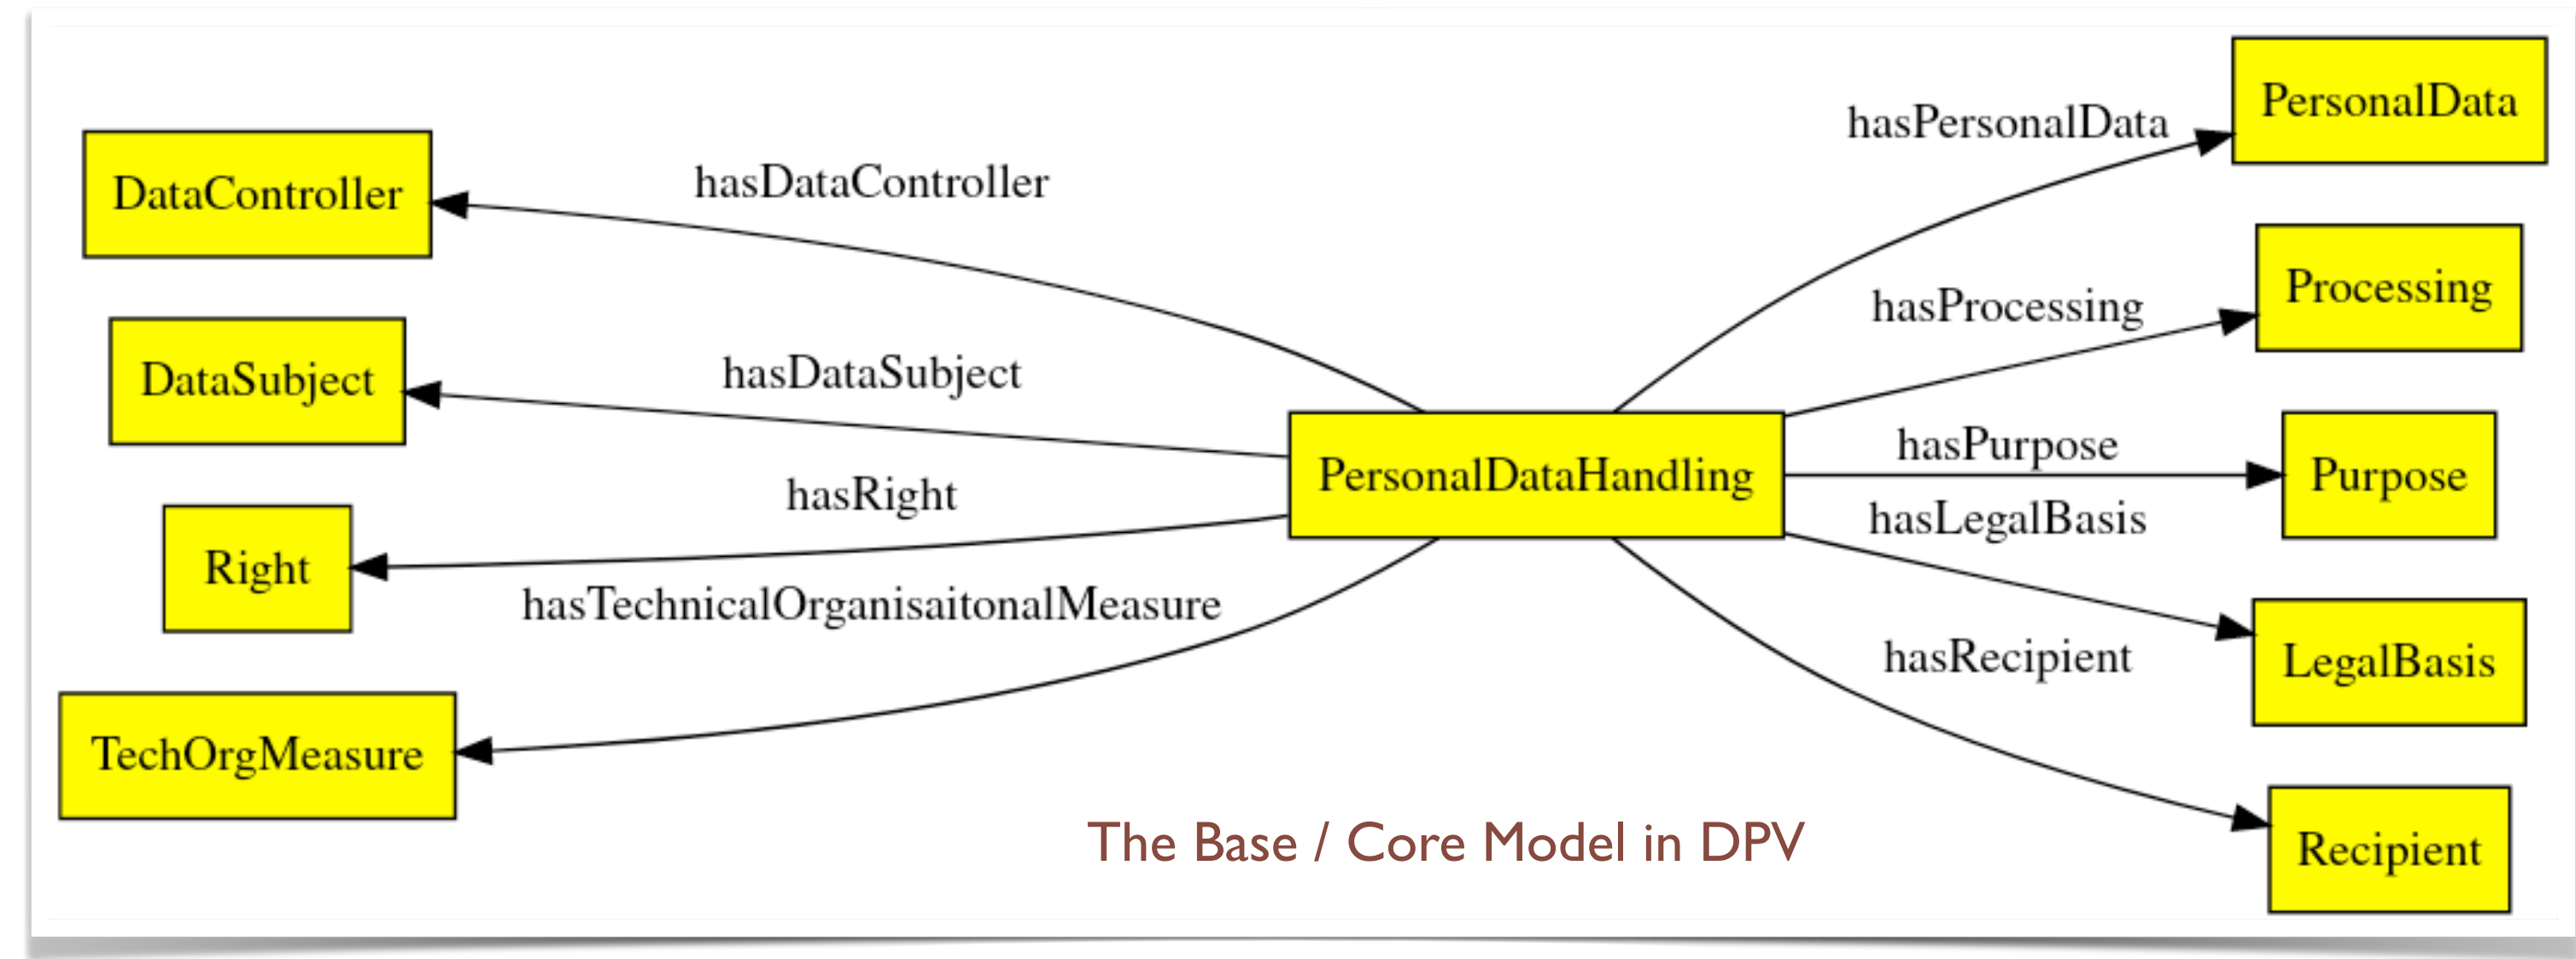 PersonalData
hasPersonalData
DataController
hasDataController
Processing
hasProcessing
DataSubject
hasDataSubject
PersonalDataHandling
hasPurpose
Purpose
hasRight
Right
hasLegalBasis
LegalBasis
hasTechnicalOrganisaitonalMeasure
TechOrgMeasure
hasRecipient
Recipient
The Base / Core Model in DPV